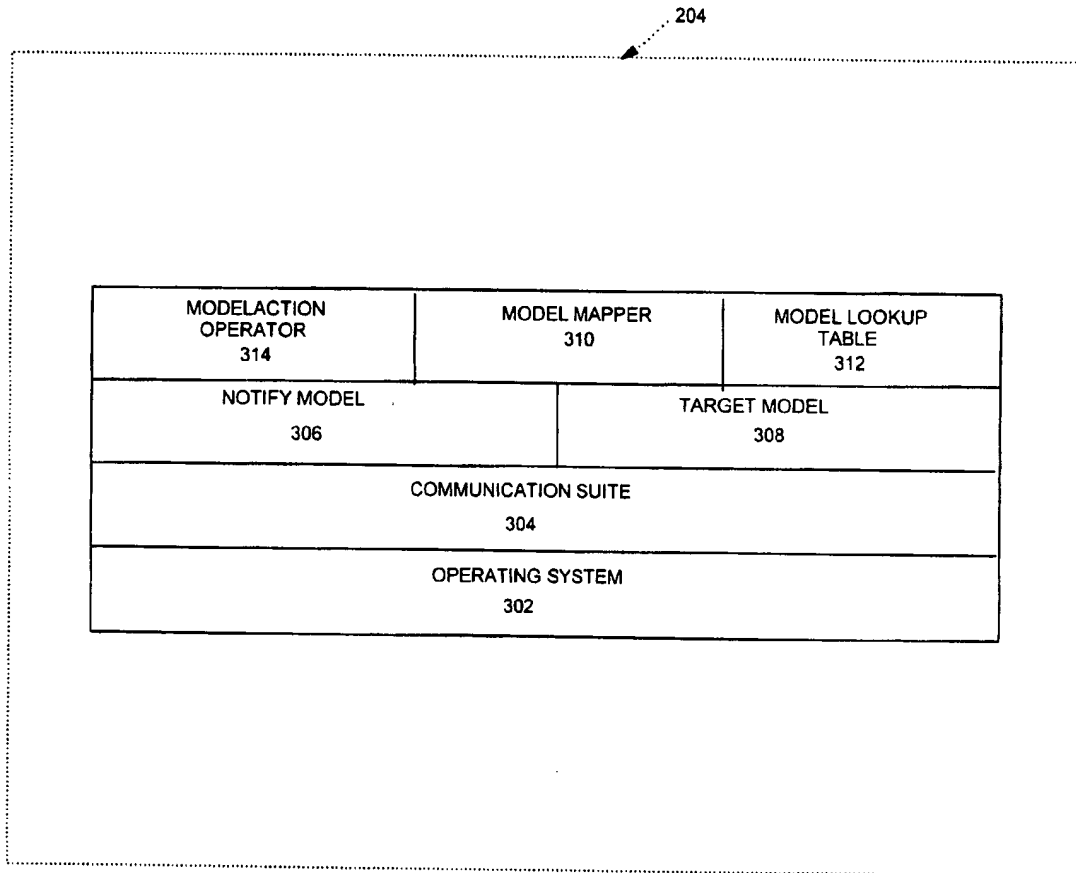 204
MODELACTION
OPERATOR
314
MODEL MAPPER
310
MODEL LOOKUP
TABLE
312
NOTIFY MODEL
306
TARGET MODEL
308
COMMUNICATION SUITE
304
OPERATING SYSTEM
302